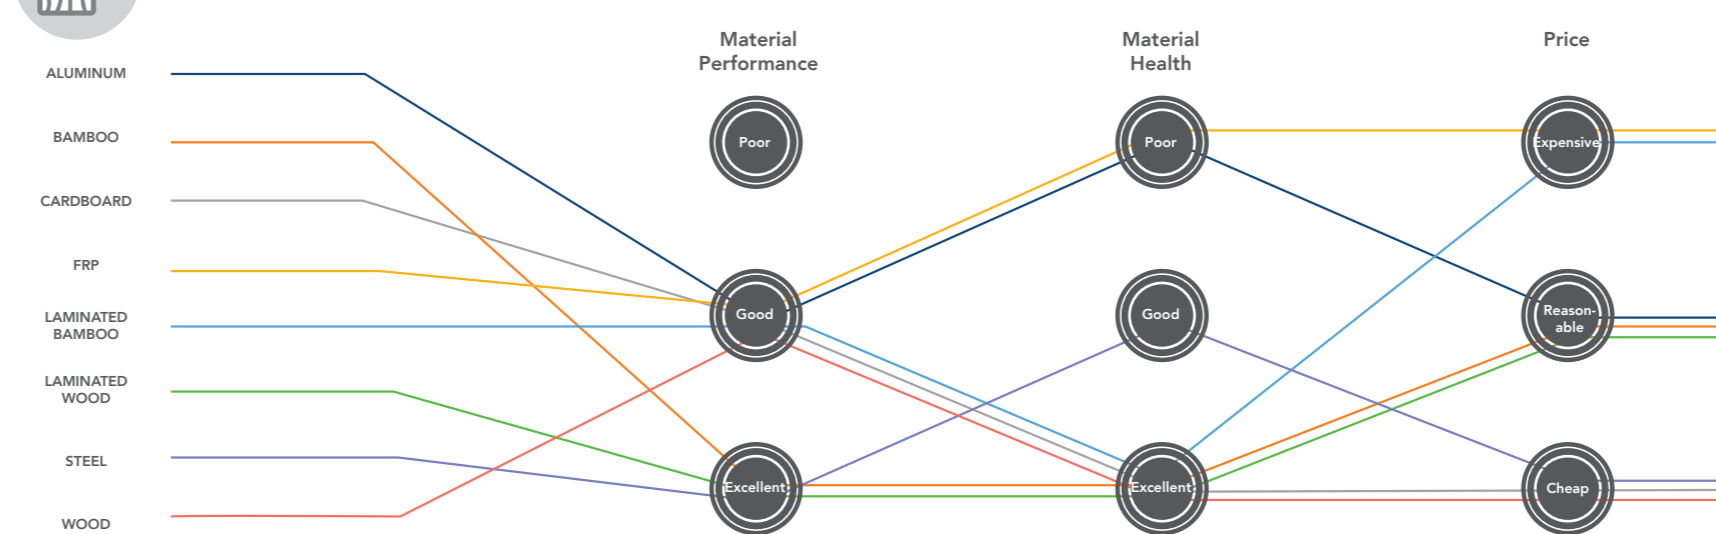 Material
Performance
Material
Health
Price
ALUMINUM
BAMBOO
CARDBOARD
FRP
LAMINATED
BAMBOO
LAMINATED
WOOD
STEEL
WOOD
Poor
Poor
Expensive
Good
Good
Reason-
able
Excellent
Excellent
Cheap